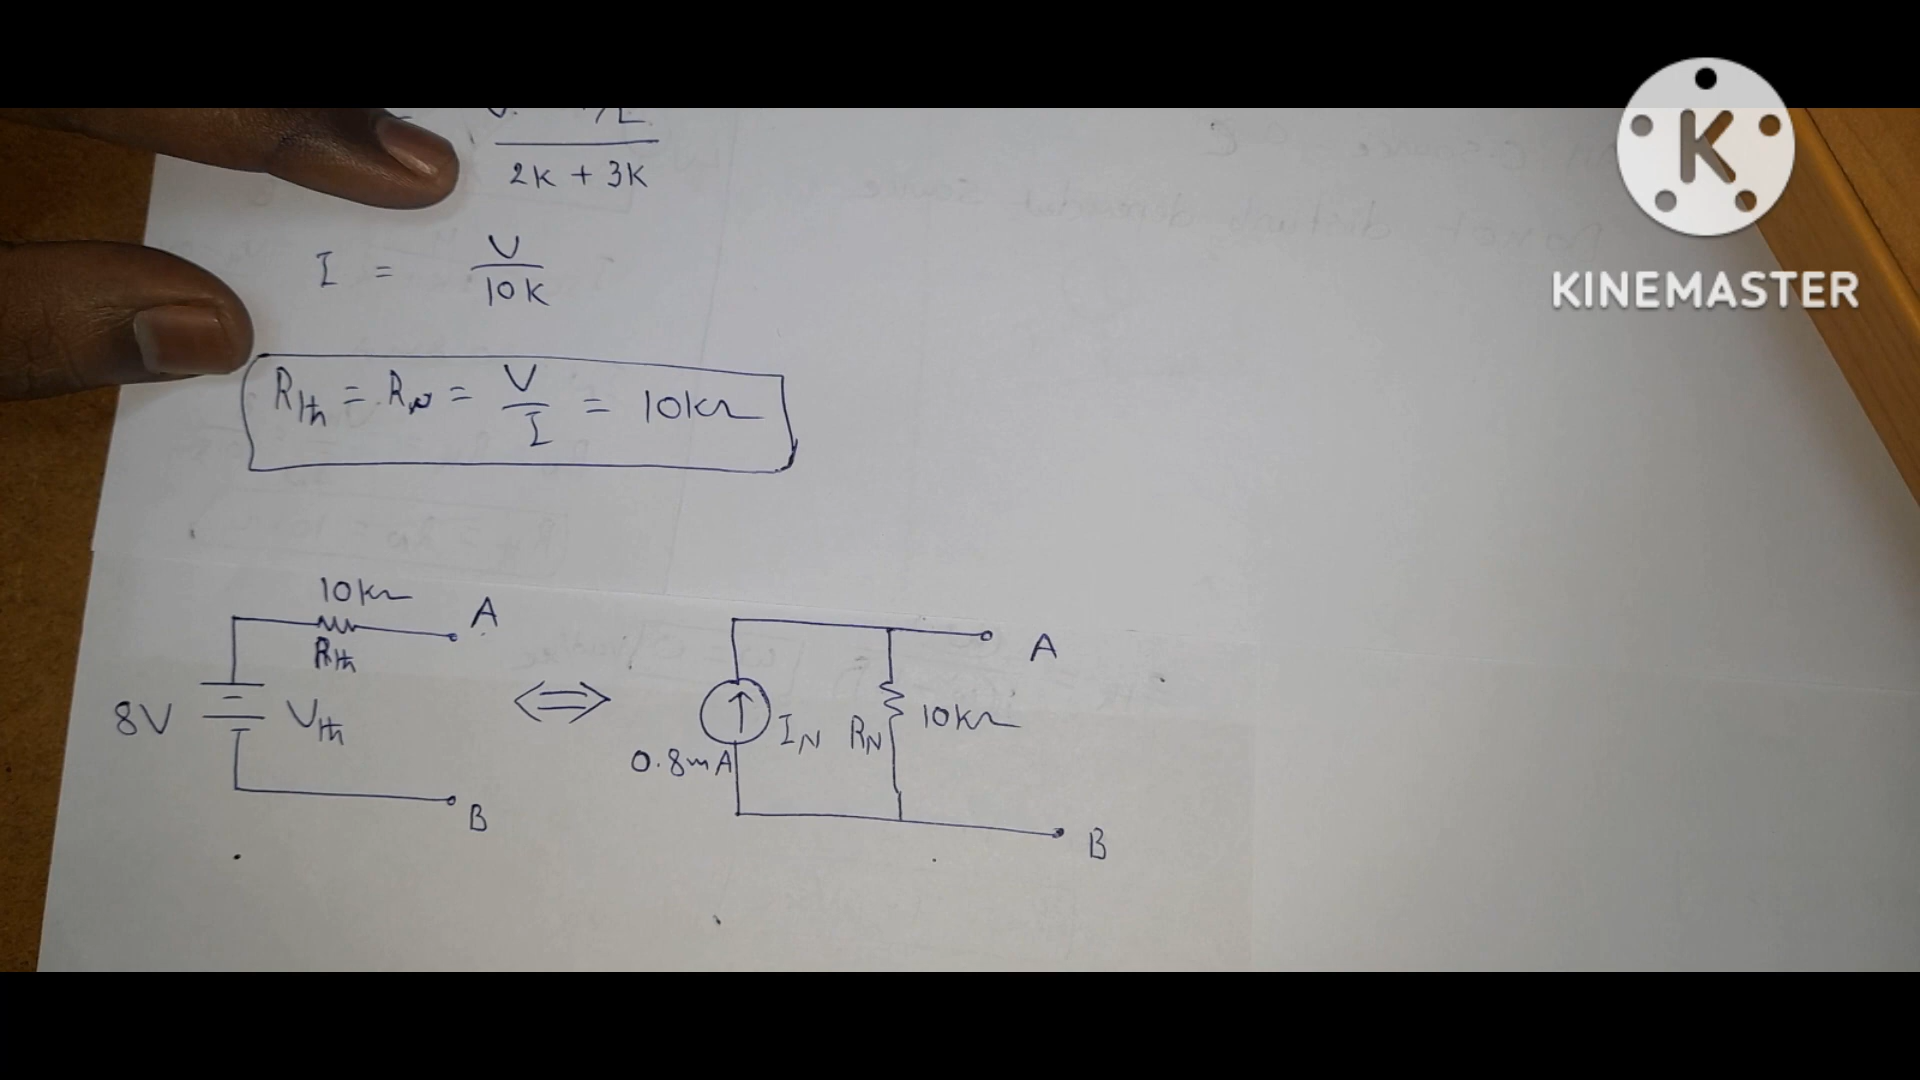 K
KINEMASTER
2K + 3K
I = V / 10K
Rth = RN = V / I = 10kΩ
10kΩ
A
Rth
8V
Vth
B
A
IN
RN
10kΩ
0.8mA
B